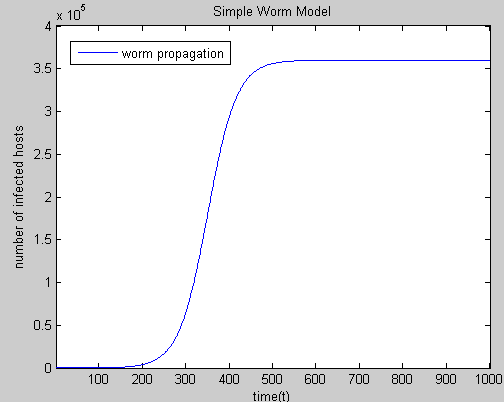 Simple Worm Model
x 10^5
worm propagation
number of infected hosts
4
3.5
3
2.5
2
1.5
1
0.5
0
100 200 300 400 500 600 700 800 900 1000
time(t)